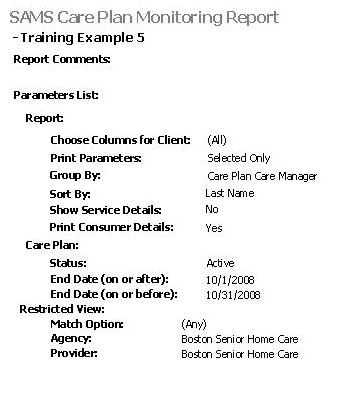 SAMS Care Plan Monitoring Report
-Training Example 5
Report Comments:
Parameters List:
Report:
Choose Columns for Client: (All)
Print Parameters: Selected Only
Group By: Care Plan Care Manager
Sort By: Last Name
Show Service Details: No
Print Consumer Details: Yes
Care Plan:
Status: Active
End Date (on or after): 10/1/2008
End Date (on or before): 10/31/2008
Restricted View:
Match Option: (Any)
Agency: Boston Senior Home Care
Provider: Boston Senior Home Care